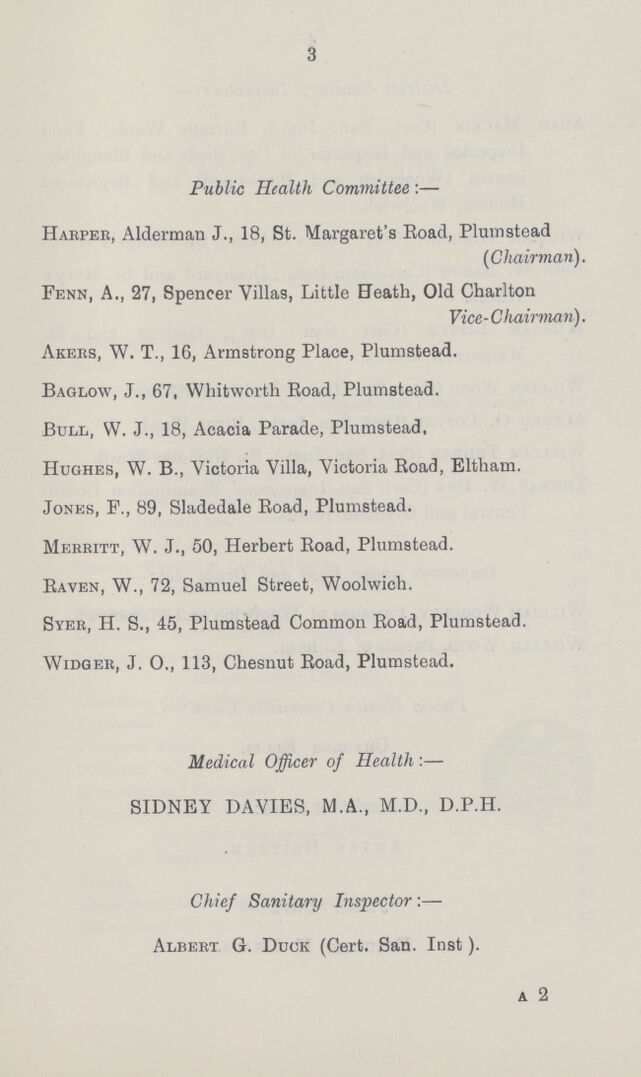 3
Public Health Committee:—
HARPER, Alderman J., 18, St. Margaret's Road, Plumstead
(Chairman).
FENN, A., 27, Spencer Villas, Little Heath, Old Charlton
Vice-Chairman).
AKERS, W. T., 16, Armstrong Place, Plumstead.
BAGLOW, J., 67, Whitworth Road, Plumstead.
BULL, W. J., 18, Acacia Parade, Plumstead.
HUGHES, W. B., Victoria Villa, Victoria Road, Eltham.
JONES, F., 89, Sladedale Road, Plumstead.
MERRITT, W. J., 50, Herbert Road, Plumstead.
RAVEN, W., 72, Samuel Street, Woolwich.
SYER, H. S., 45, Plumstead Common Road, Plumstead.
WIDGER, J. O., 113, Chesnut Road, Plumstead.
Medical Officer of Health:—
SIDNEY DAVIES, M.A., M.D., D.P.H.
Chief Sanitary Inspector:—
ALBERT G. DUCK (Cert. San. Inst ).
A 2